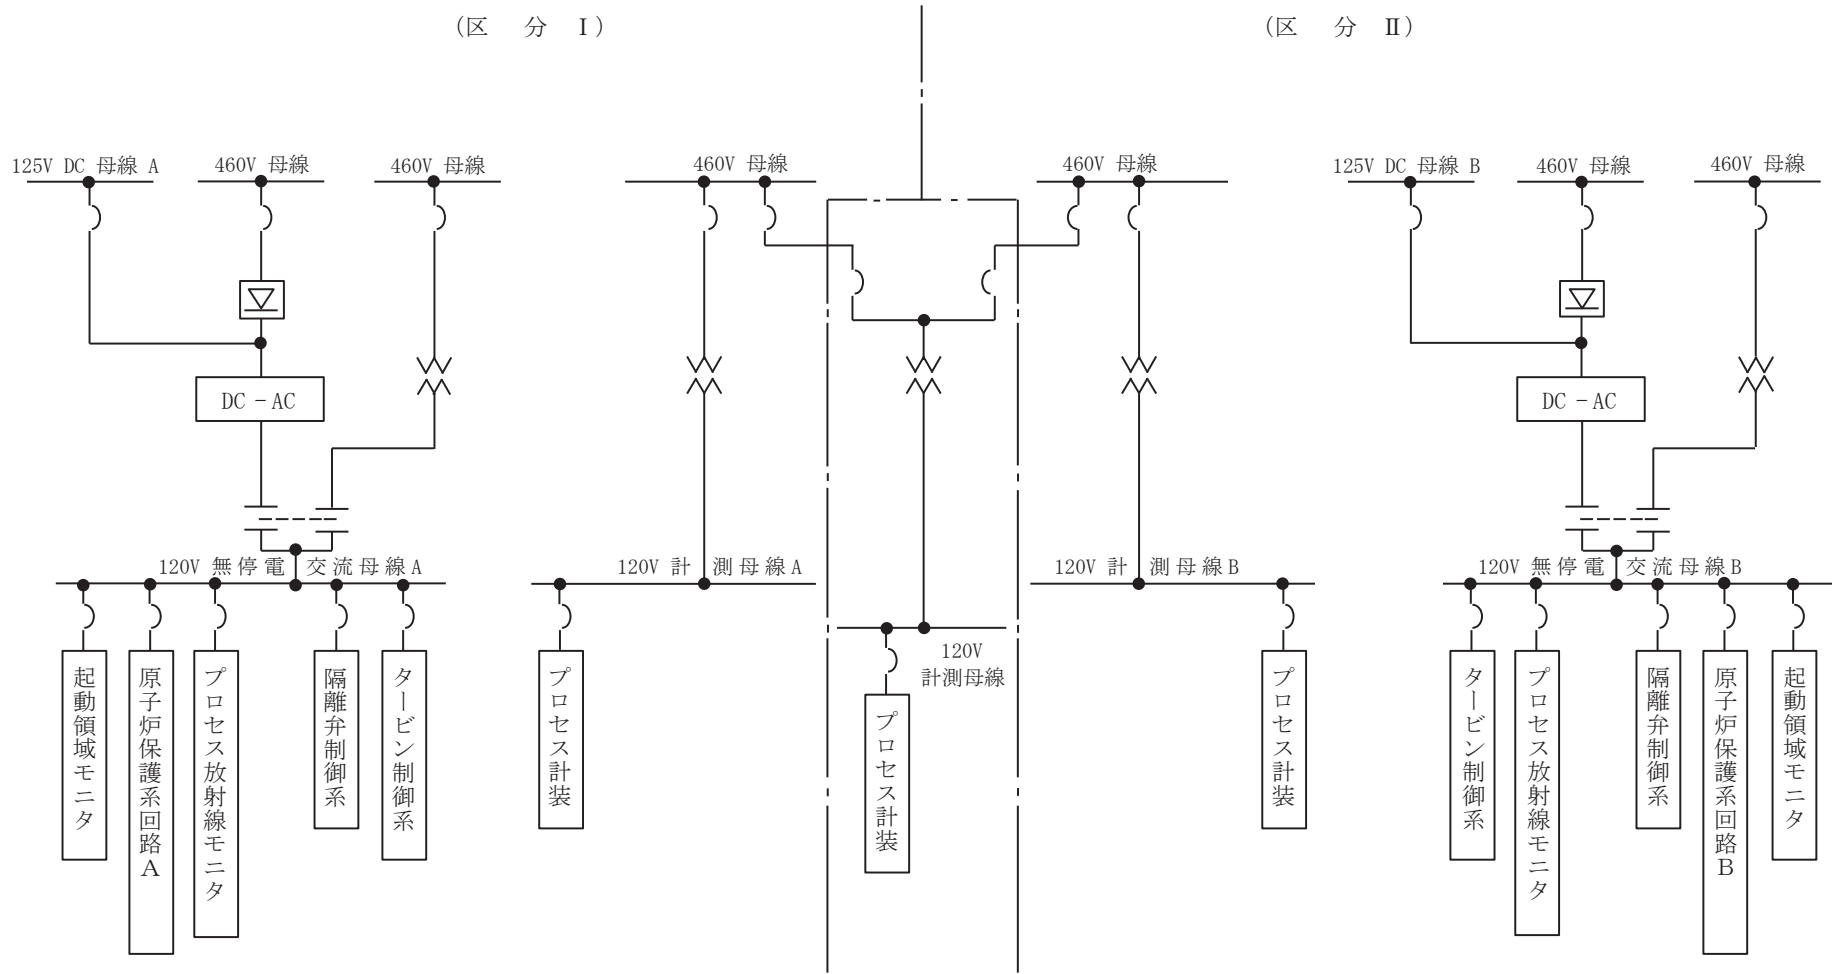 (区 分 Ⅰ)
(区 分 Ⅱ)
125V DC 母線 A
460V 母線
460V 母線
460V 母線
460V 母線
125V DC 母線 B
460V 母線
460V 母線
DC－AC
DC－AC
120V 無停電 交流母線A
120V 計 測母線A
120V 計 測母線B
120V 無停電 交流母線B
120V
計測母線
起動領域モニタ
原子炉保護系回路A
プロセス放射線モニタ
隔離弁制御系
タービン制御系
プロセス計装
プロセス計装
プロセス計装
タービン制御系
プロセス放射線モニタ
隔離弁制御系
原子炉保護系回路B
起動領域モニタ